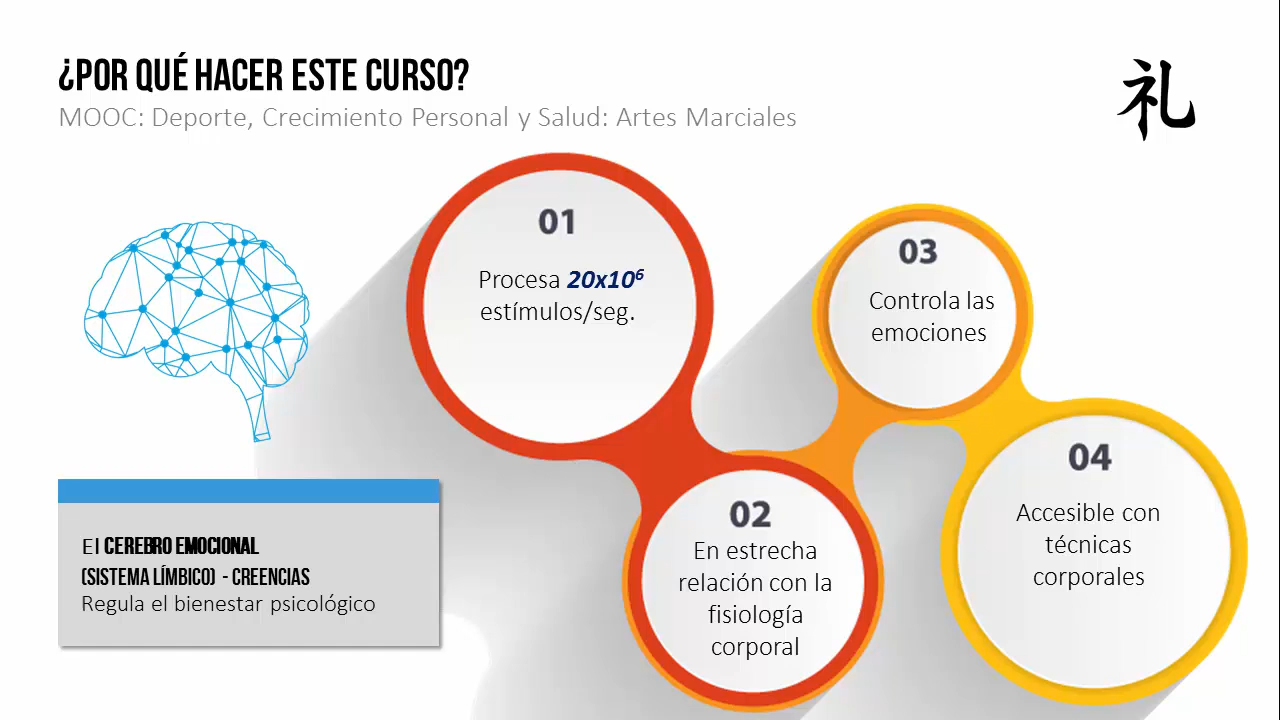 ¿POR QUÉ HACER ESTE CURSO?
MOOC: Deporte, Crecimiento Personal y Salud: Artes Marciales
礼
01
Procesa 20x10⁶
estímulos/seg.
03
Controla las
emociones
El CEREBRO EMOCIONAL
(SISTEMA LÍMBICO) - CREENCIAS
Regula el bienestar psicológico
02
En estrecha
relación con la
fisiología
corporal
04
Accesible con
técnicas
corporales